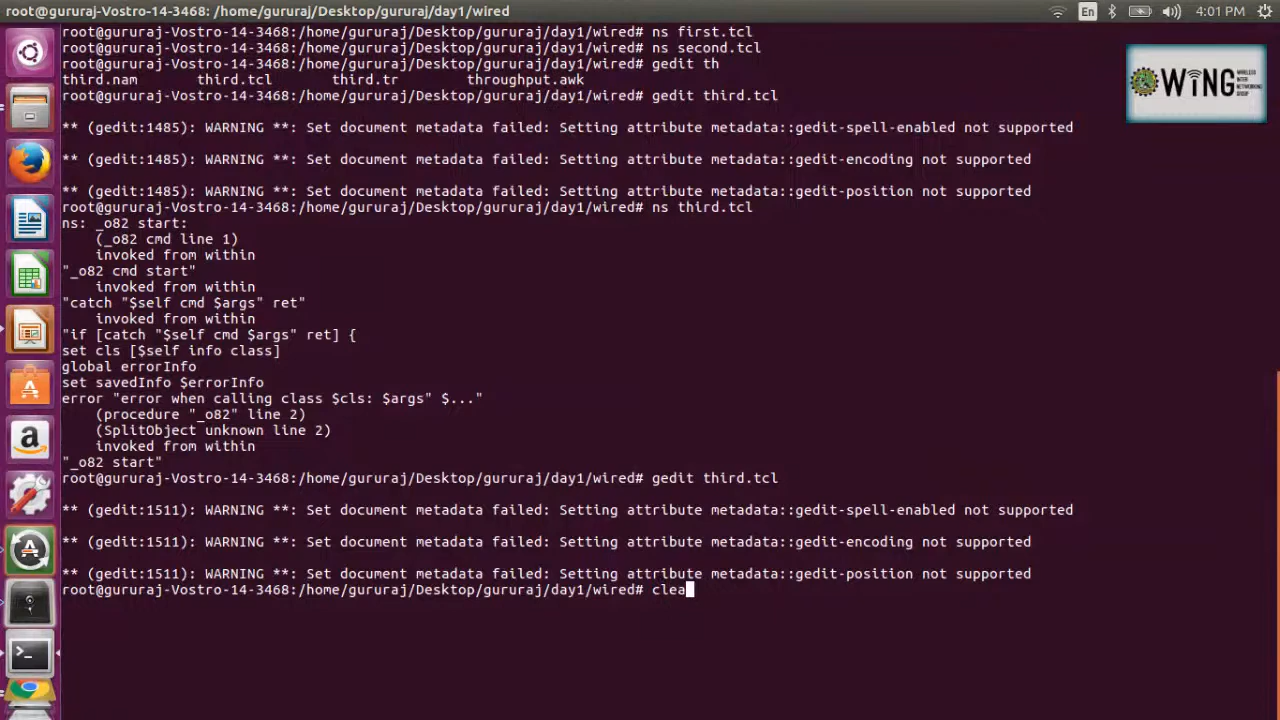 root@gururaj-Vostro-14-3468: /home/gururaj/Desktop/gururaj/day1/wired
En
4:01 PM
root@gururaj-Vostro-14-3468:/home/gururaj/Desktop/gururaj/day1/wired# ns first.tcl
root@gururaj-Vostro-14-3468:/home/gururaj/Desktop/gururaj/day1/wired# ns second.tcl
root@gururaj-Vostro-14-3468:/home/gururaj/Desktop/gururaj/day1/wired# gedit th
third.nam third.tcl third.tr throughput.awk
root@gururaj-Vostro-14-3468:/home/gururaj/Desktop/gururaj/day1/wired# gedit third.tcl
** (gedit:1485): WARNING **: Set document metadata failed: Setting attribute metadata::gedit-spell-enabled not supported
** (gedit:1485): WARNING **: Set document metadata failed: Setting attribute metadata::gedit-encoding not supported
** (gedit:1485): WARNING **: Set document metadata failed: Setting attribute metadata::gedit-position not supported
root@gururaj-Vostro-14-3468:/home/gururaj/Desktop/gururaj/day1/wired# ns third.tcl
ns: _o82 start:
(_o82 cmd line 1)
invoked from within
"_o82 cmd start"
invoked from within
"catch "$self cmd $args" ret"
invoked from within
"if [catch "$self cmd $args" ret] {
set cls [$self info class]
global errorInfo
set savedInfo $errorInfo
error "error when calling class $cls: $args" $..."
(procedure "_o82" line 2)
(SplitObject unknown line 2)
invoked from within
"_o82 start"
root@gururaj-Vostro-14-3468:/home/gururaj/Desktop/gururaj/day1/wired# gedit third.tcl
** (gedit:1511): WARNING **: Set document metadata failed: Setting attribute metadata::gedit-spell-enabled not supported
** (gedit:1511): WARNING **: Set document metadata failed: Setting attribute metadata::gedit-encoding not supported
** (gedit:1511): WARNING **: Set document metadata failed: Setting attribute metadata::gedit-position not supported
root@gururaj-Vostro-14-3468:/home/gururaj/Desktop/gururaj/day1/wired# clea
WiNG
WIRELESS
INTER
NETWORKING
GROUP